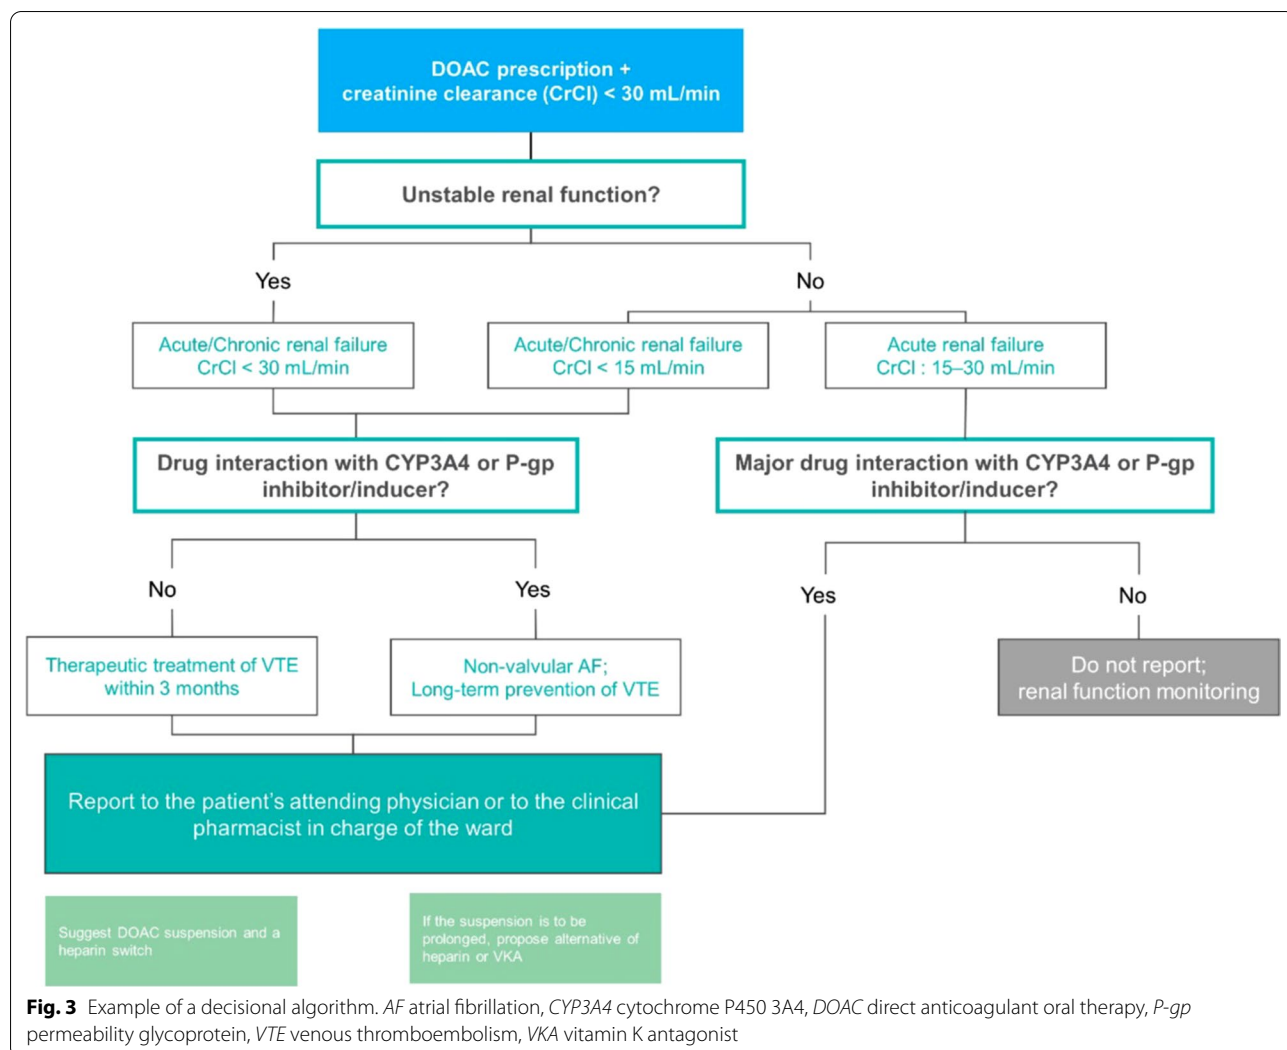 DOAC prescription +
creatinine clearance (CrCl) < 30 mL/min
Unstable renal function?
Yes
No
Acute/Chronic renal failure
CrCl < 30 mL/min
Acute/Chronic renal failure
CrCl < 15 mL/min
Acute renal failure
CrCl : 15–30 mL/min
Drug interaction with CYP3A4 or P-gp
inhibitor/inducer?
Major drug interaction with CYP3A4 or P-gp
inhibitor/inducer?
No
Yes
Yes
No
Therapeutic treatment of VTE
within 3 months
Non-valvular AF;
Long-term prevention of VTE
Do not report;
renal function monitoring
Report to the patient's attending physician or to the clinical
pharmacist in charge of the ward
Suggest DOAC suspension and a
heparin switch
If the suspension is to be
prolonged, propose alternative of
heparin or VKA
Fig. 3 Example of a decisional algorithm. AF atrial fibrillation, CYP3A4 cytochrome P450 3A4, DOAC direct anticoagulant oral therapy, P-gp
permeability glycoprotein, VTE venous thromboembolism, VKA vitamin K antagonist